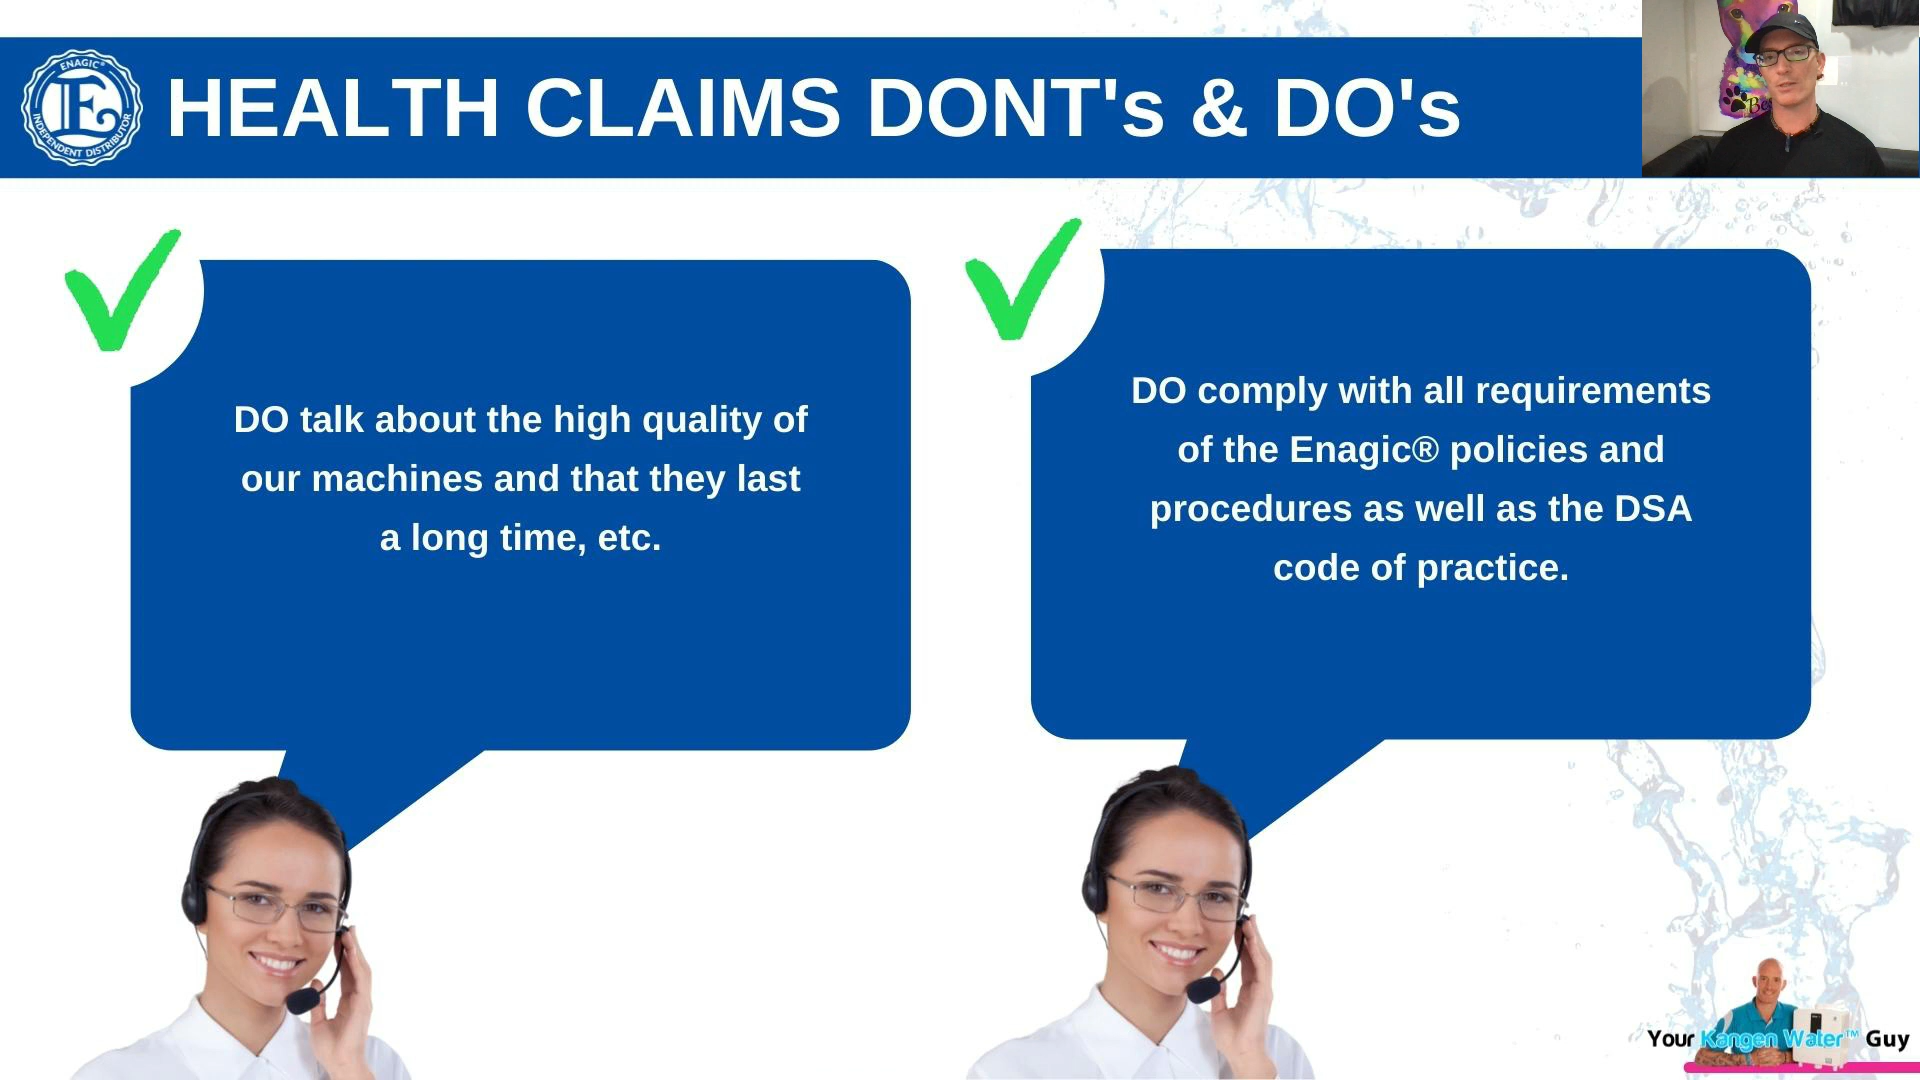 ENAGIC®
E
INDEPENDENT DISTRIBUTOR
HEALTH CLAIMS DONT's & DO's
DO talk about the high quality of
our machines and that they last
a long time, etc.
DO comply with all requirements
of the Enagic® policies and
procedures as well as the DSA
code of practice.
Your Kangen Water™ Guy